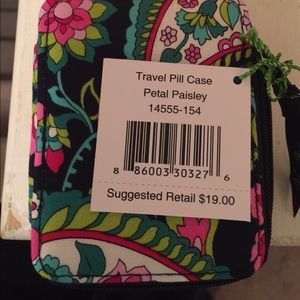 Travel Pill Case
Petal Paisley
14555-154
8 86003 30327 6
Suggested Retail $19.00